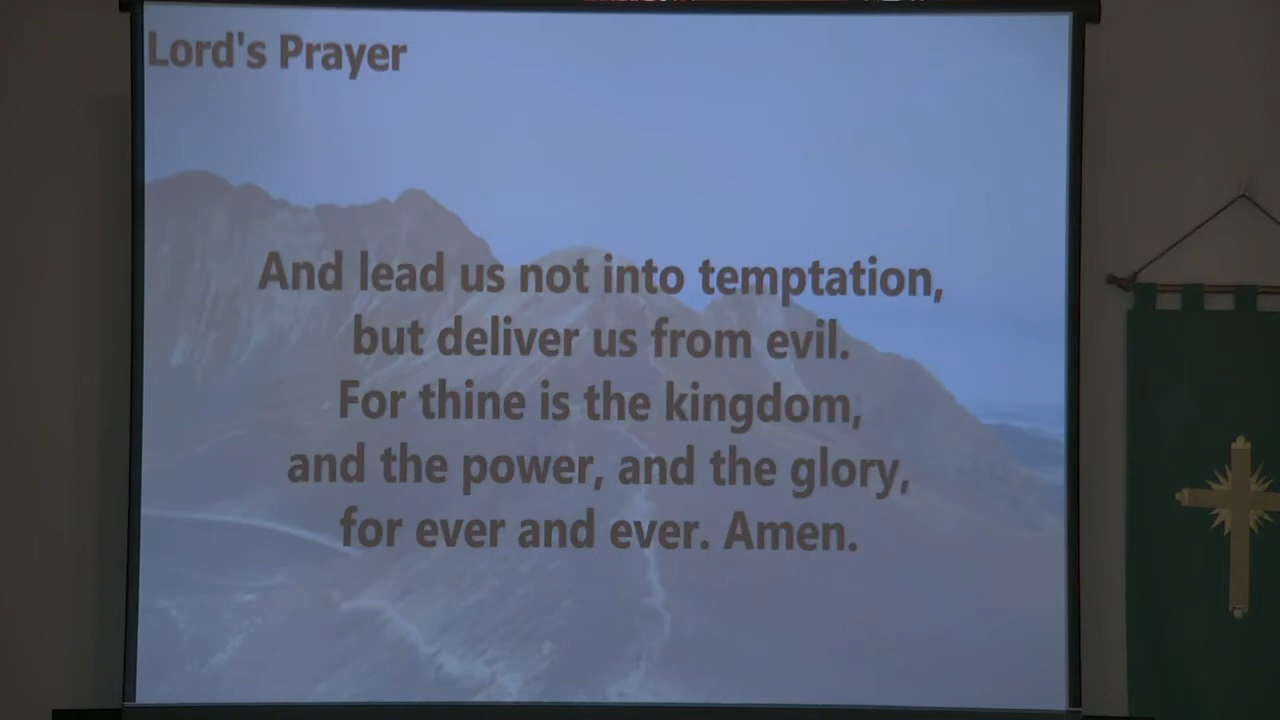 Lord's Prayer
And lead us not into temptation,
but deliver us from evil.
For thine is the kingdom,
and the power, and the glory,
for ever and ever. Amen.